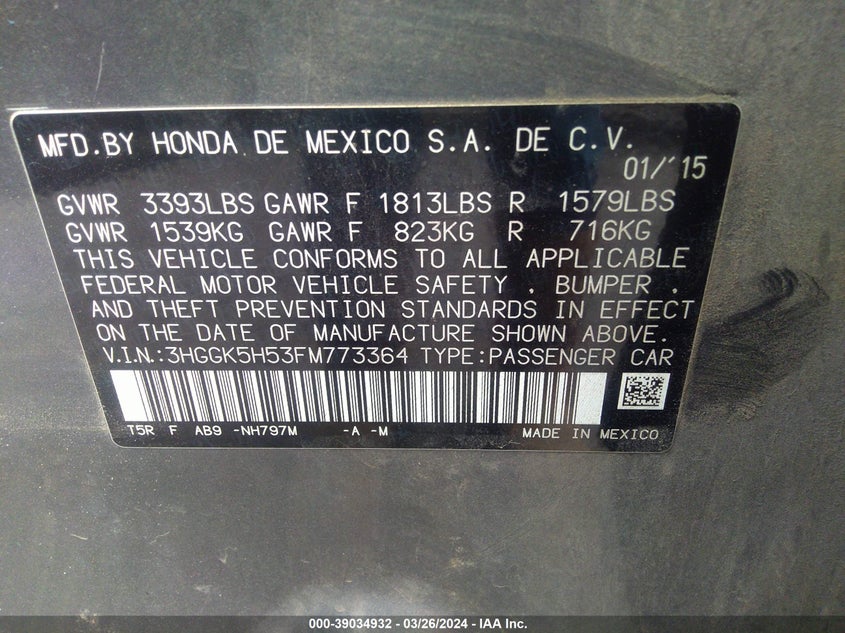 MFD.BY HONDA DE MEXICO S.A. DE C.V.
01/'15
GVWR 3393LBS GAWR F 1813LBS R 1579LBS
GVWR 1539KG GAWR F 823KG R 716KG
THIS VEHICLE CONFORMS TO ALL APPLICABLE
FEDERAL MOTOR VEHICLE SAFETY , BUMPER ,
AND THEFT PREVENTION STANDARDS IN EFFECT
ON THE DATE OF MANUFACTURE SHOWN ABOVE.
V.I.N.:3HGGK5H53FM773364 TYPE:PASSENGER CAR
T5R F AB9 -NH797M -A -M MADE IN MEXICO
000-39034932 - 03/26/2024 - IAA Inc.